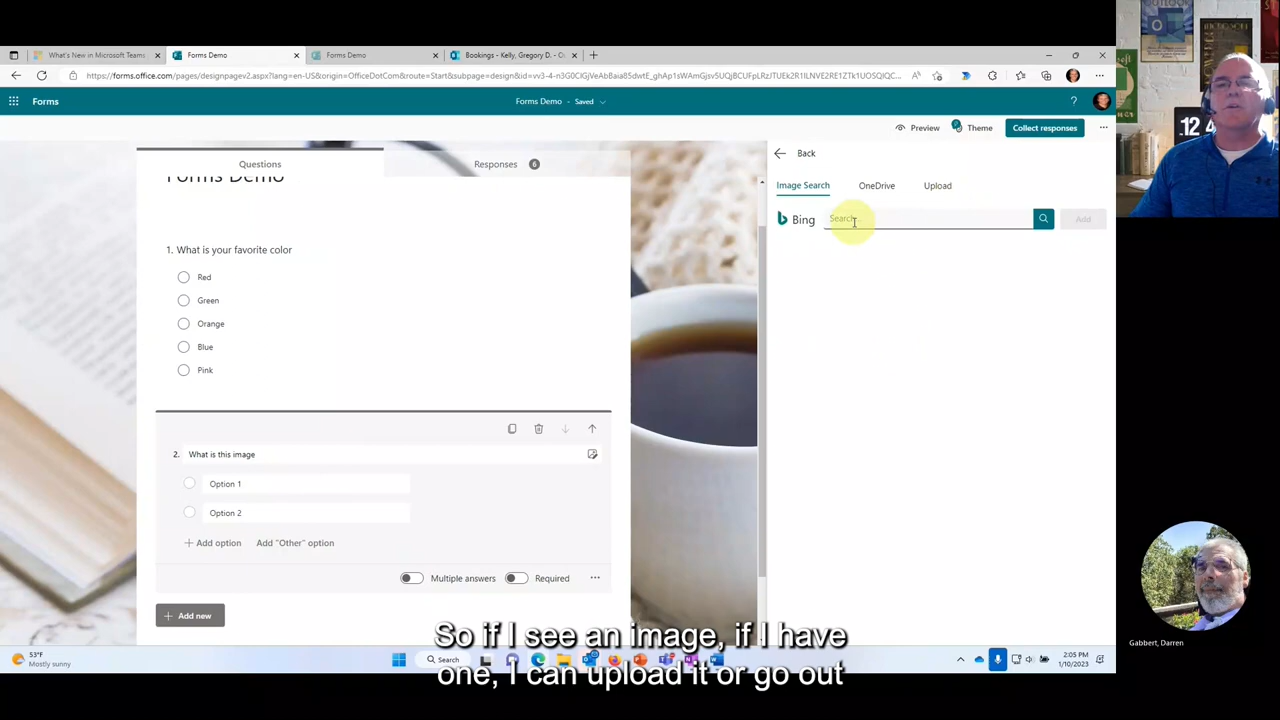 What's New in Microsoft Teams
Forms Demo
Forms Demo
Bookings - Kelly, Gregory D. - O
Forms
Forms Demo - Saved
?
Preview
Theme
Collect responses
Questions
Responses 6
Forms Demo
1. What is your favorite color
Red
Green
Orange
Blue
Pink
2. What is this image
Option 1
Option 2
+ Add option
Add "Other" option
Multiple answers
Required
+ Add new
Back
Image Search
OneDrive
Upload
Bing
Search
Add
12 4
Gabbert, Darren
So if I see an image, if I have
one, I can upload it or go out
53°F
Mostly sunny
Search
2:05 PM
1/10/2023